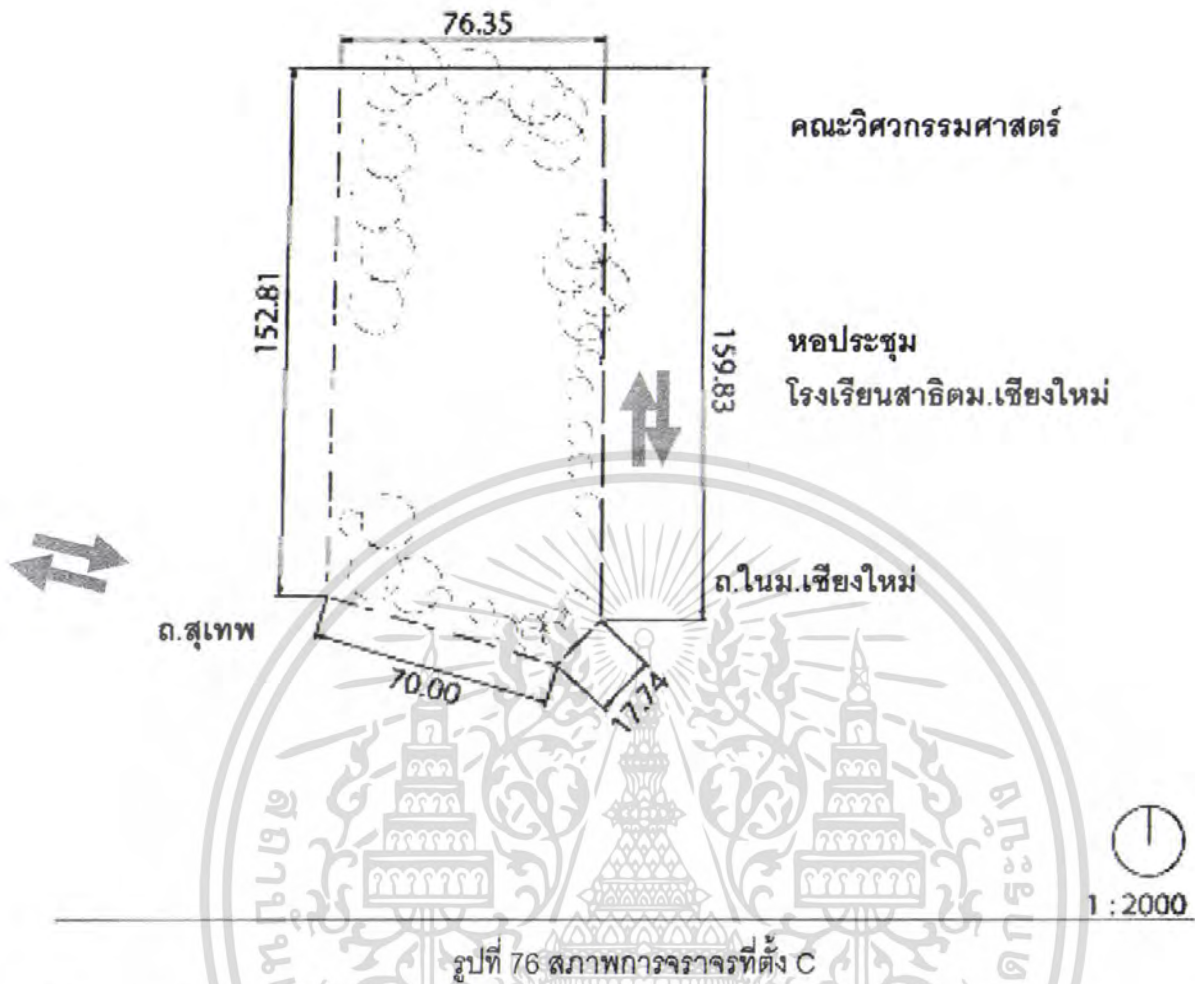 76.35
คณะวิศวกรรมศาสตร์
152.81
159.83
หอประชุม
โรงเรียนสาธิตม.เชียงใหม่
ถ.ในม.เชียงใหม่
ถ.สุเทพ
70.00
17.74
1 : 2000
รูปที่ 76 สภาพการจราจรที่ตั้ง C